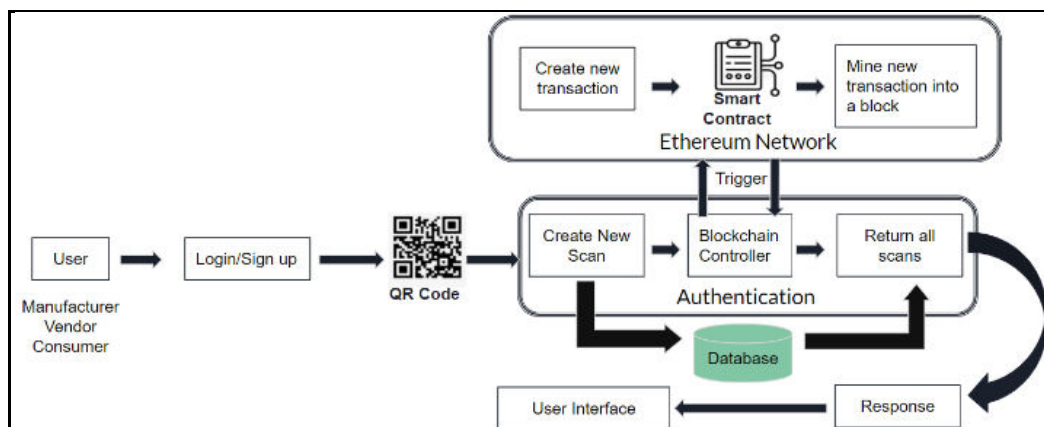 Create new
transaction
Smart
Contract
Mine new
transaction into
a block
Ethereum Network
Trigger
User
Login/Sign up
QR Code
Create New
Scan
Blockchain
Controller
Return all
scans
Authentication
Manufacturer
Vendor
Consumer
Database
User Interface
Response